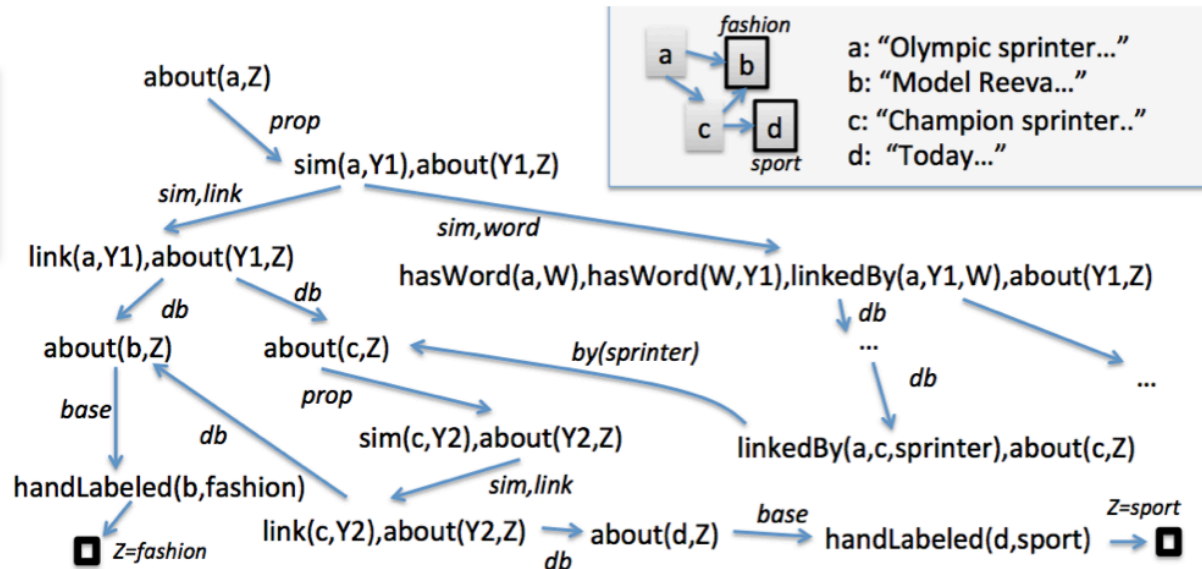 fashion
a
b
c
d
sport
a: “Olympic sprinter...”
b: “Model Reeva...”
c: “Champion sprinter..”
d: “Today...”
about(a,Z)
prop
sim(a,Y1),about(Y1,Z)
sim,link
sim,word
link(a,Y1),about(Y1,Z)
hasWord(a,W),hasWord(W,Y1),linkedBy(a,Y1,W),about(Y1,Z)
db
db
db
about(b,Z)
about(c,Z)
by(sprinter)
...
db
...
base
prop
db
sim(c,Y2),about(Y2,Z)
linkedBy(a,c,sprinter),about(c,Z)
handLabeled(b,fashion)
sim,link
Z=fashion
link(c,Y2),about(Y2,Z)
db
about(d,Z)
base
handLabeled(d,sport)
Z=sport